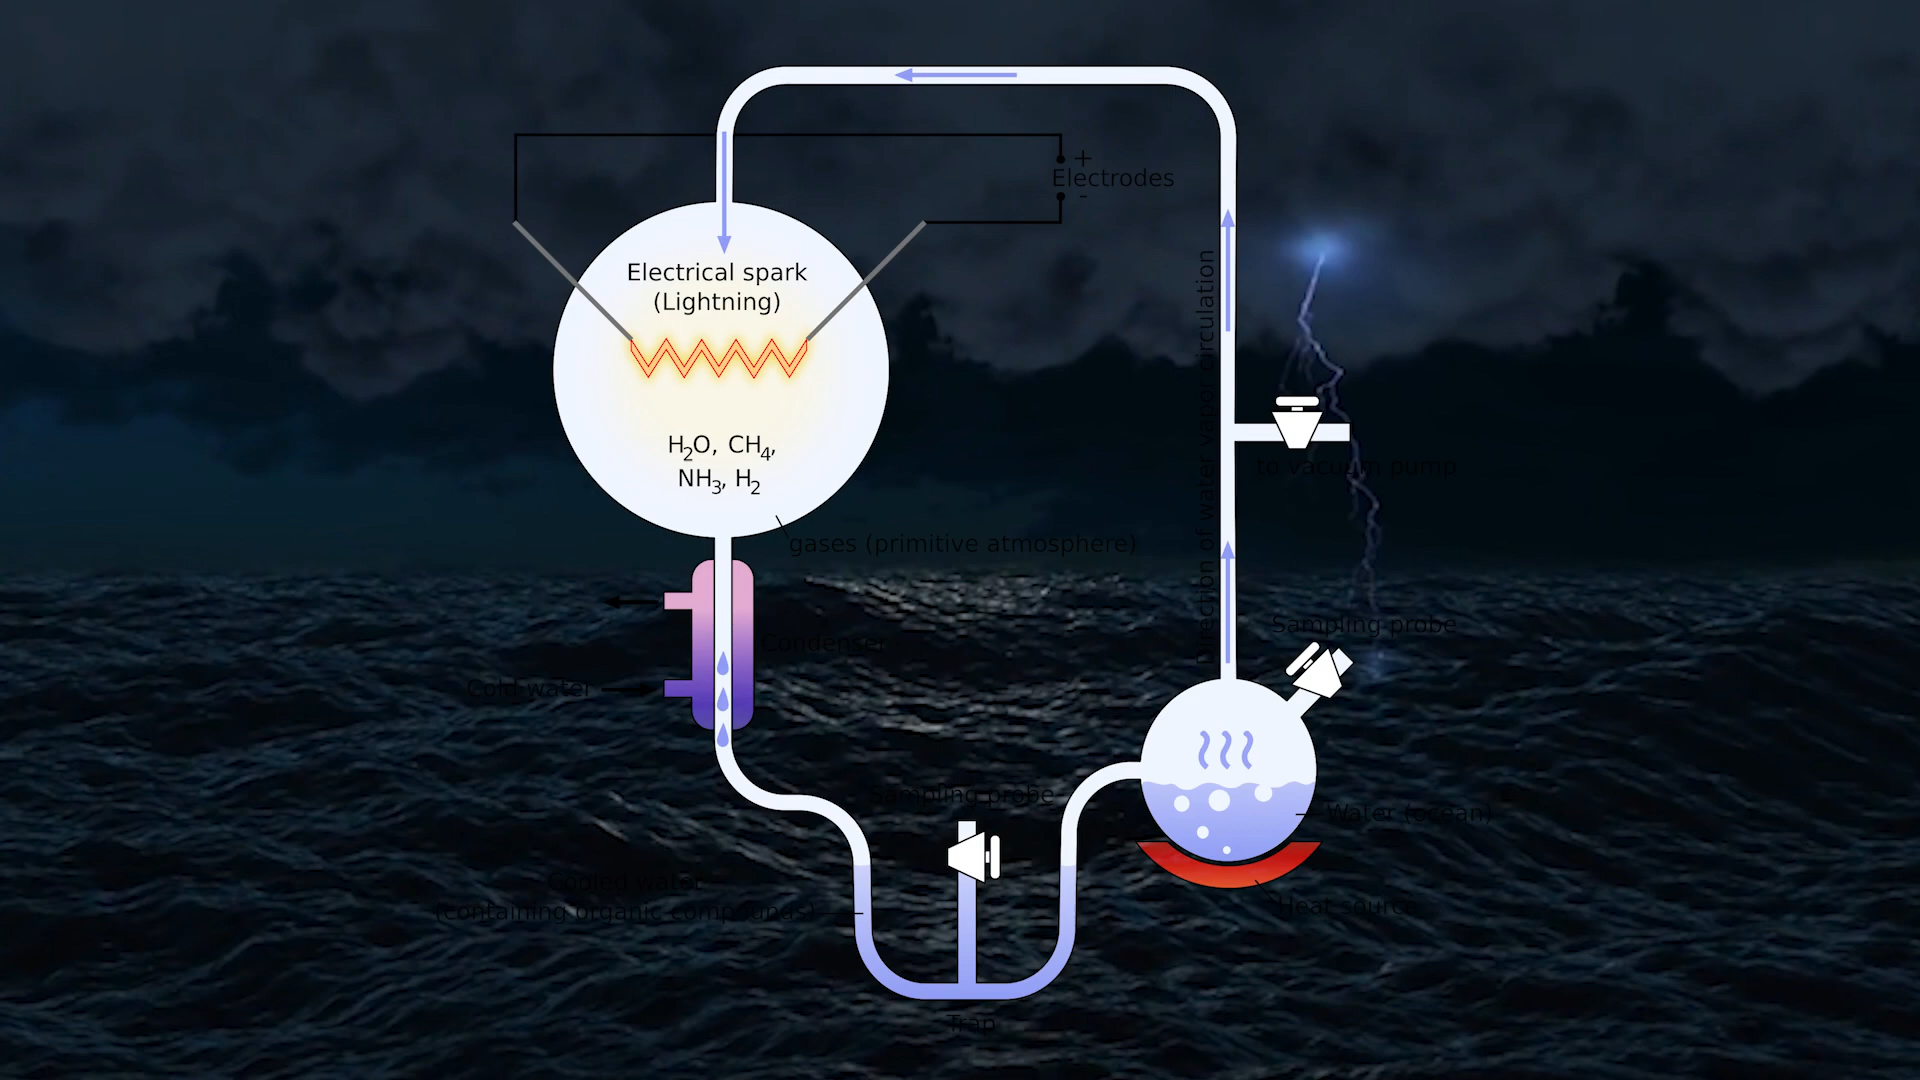 +
Electrodes
-
Electrical spark
(Lightning)
H₂O, CH₄,
NH₃, H₂
gases (primitive atmosphere)
Direction of water vapor circulation
to vacuum pump
Sampling probe
Condenser
Cold water
Sampling probe
Water (ocean)
Cooled water
(containing organic compounds)
Heat source
Trap